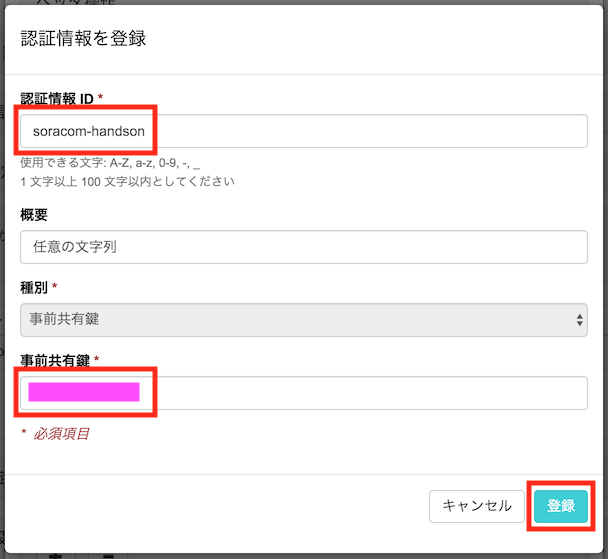 認証情報を登録
認証情報 ID *
soracom-handson
使用できる文字: A-Z, a-z, 0-9, -, _
1 文字以上 100 文字以内としてください
概要
任意の文字列
種別 *
事前共有鍵
事前共有鍵 *
* 必須項目
キャンセル 登録